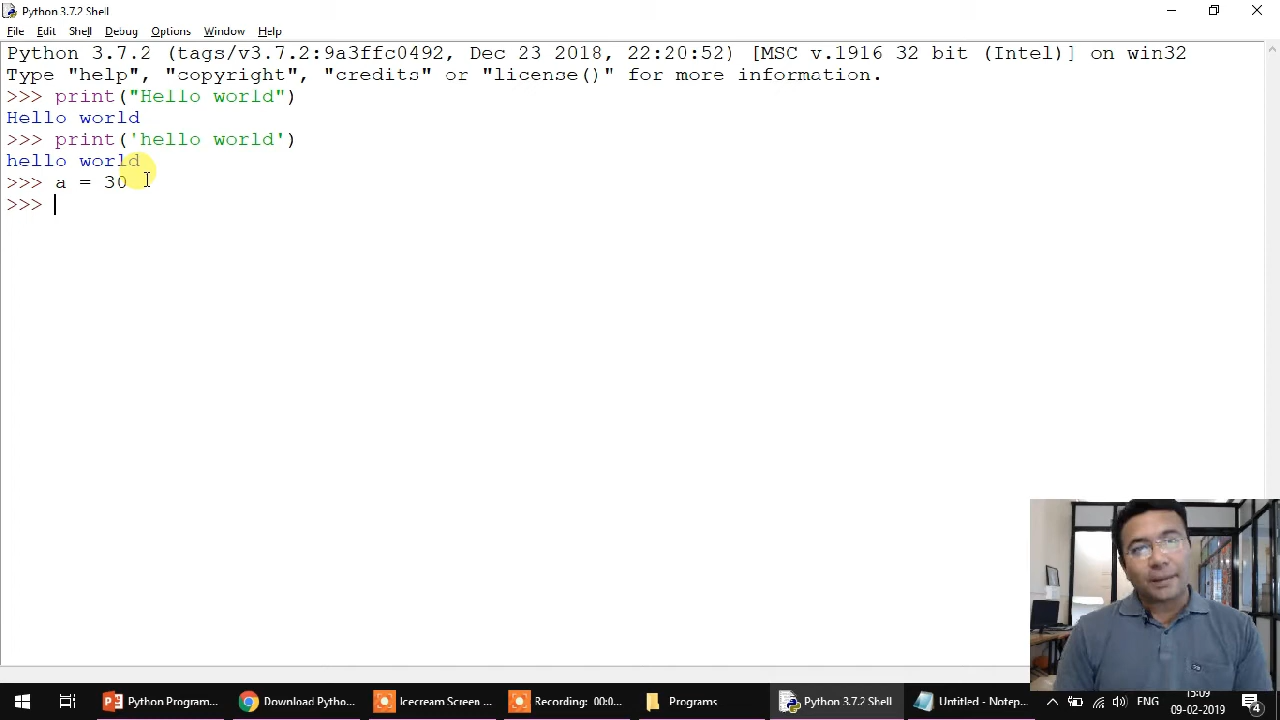 Python 3.7.2 Shell
File Edit Shell Debug Options Window Help
Python 3.7.2 (tags/v3.7.2:9a3ffc0492, Dec 23 2018, 22:20:52) [MSC v.1916 32 bit (Intel)] on win32
Type "help", "copyright", "credits" or "license()" for more information.
>>> print("Hello world")
Hello world
>>> print('hello world')
hello world
>>> a = 30
>>>
Python Program... Download Pytho... Icecream Screen ... Recording: 00:0... Programs Python 3.7.2 Shell Untitled - Notep... ENG 15:09
09-02-2019 4